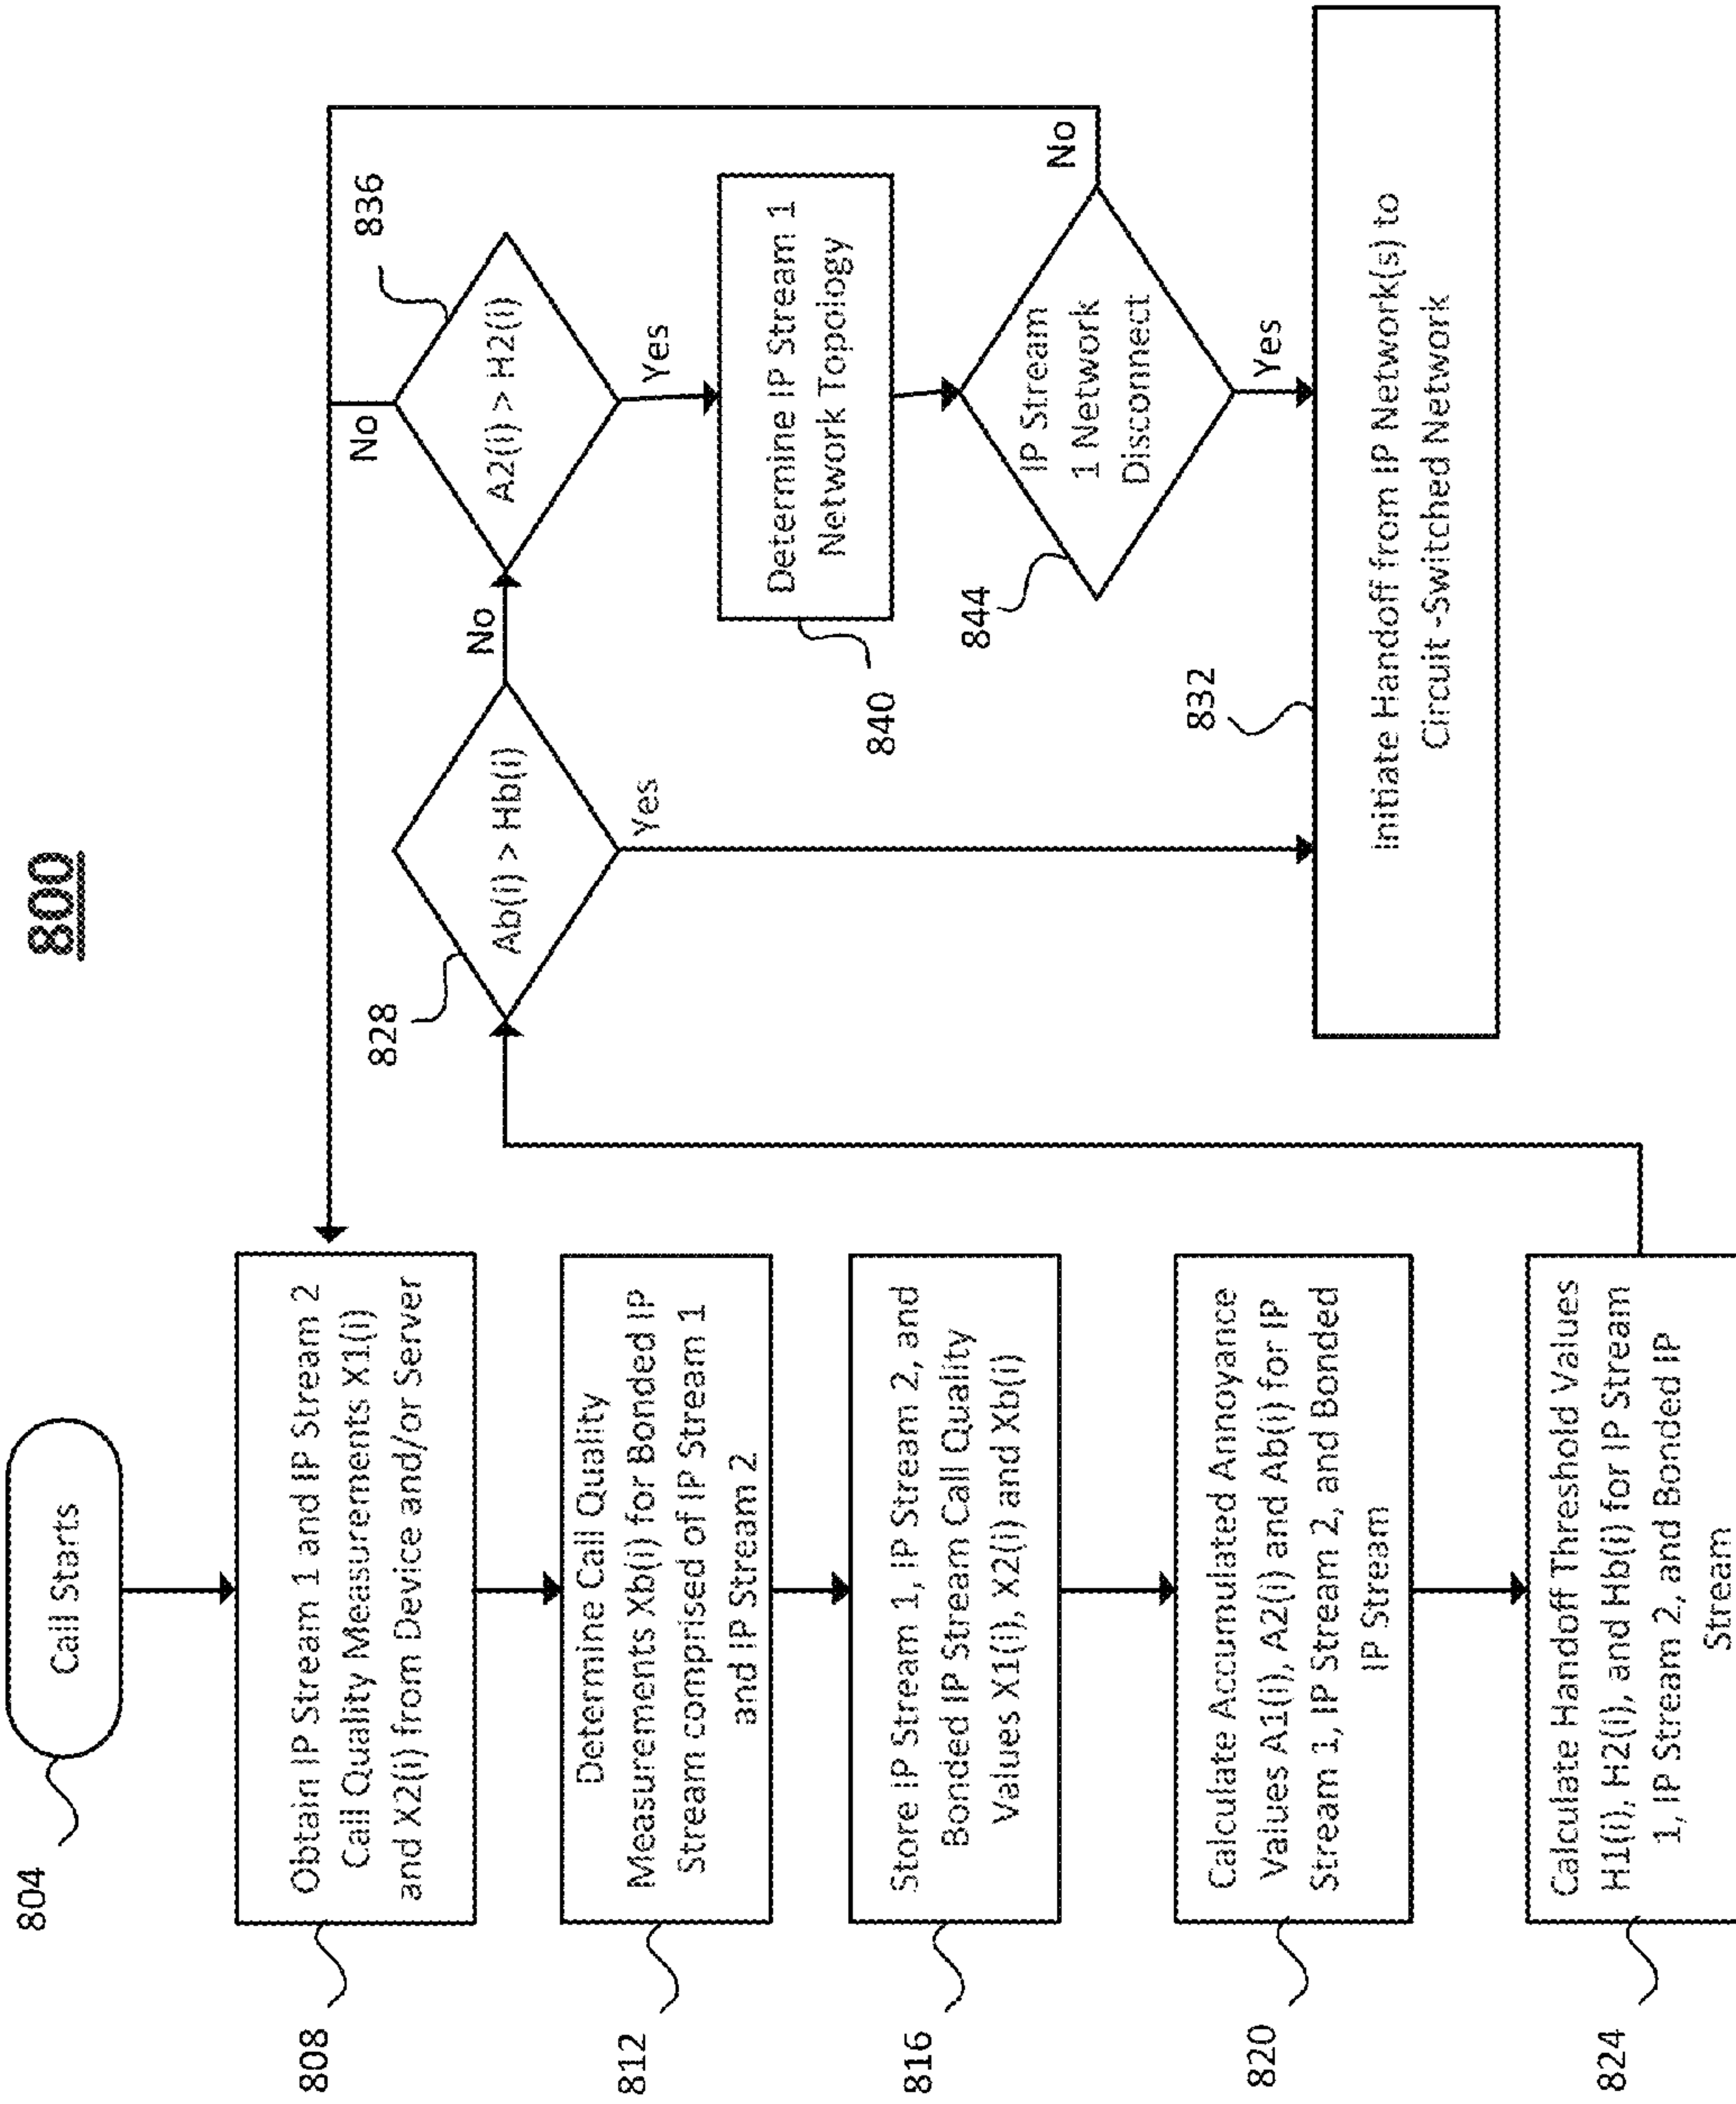 800
804
Call Starts
808
Obtain IP Stream 1 and IP Stream 2
Call Quality Measurements X1(i)
and X2(i) from Device and/or Server
812
Determine Call Quality
Measurements Xb(i) for Bonded IP
Stream comprised of IP Stream 1
and IP Stream 2
816
Store IP Stream 1, IP Stream 2, and
Bonded IP Stream Call Quality
Values X1(i), X2(i) and Xb(i)
820
Calculate Accumulated Annoyance
Values A1(i), A2(i) and Ab(i) for IP
Stream 1, IP Stream 2, and Bonded
IP Stream
824
Calculate Handoff Threshold Values
H1(i), H2(i), and Hb(i) for IP Stream
1, IP Stream 2, and Bonded IP
Stream
828
Ab(i) > Hb(i)
No
Yes
836
A2(i) > H2(i)
No
Yes
840
Determine IP Stream 1
Network Topology
844
IP Stream
1 Network
Disconnect
No
Yes
832
Initiate Handoff from IP Network(s) to
Circuit -Switched Network